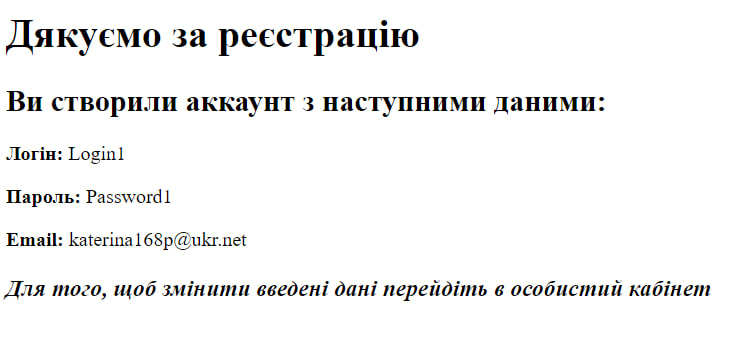 Дякуємо за реєстрацію
Ви створили аккаунт з наступними даними:
Логін: Login1
Пароль: Password1
Email: katerina168p@ukr.net
Для того, щоб змінити введені дані перейдіть в особистий кабінет